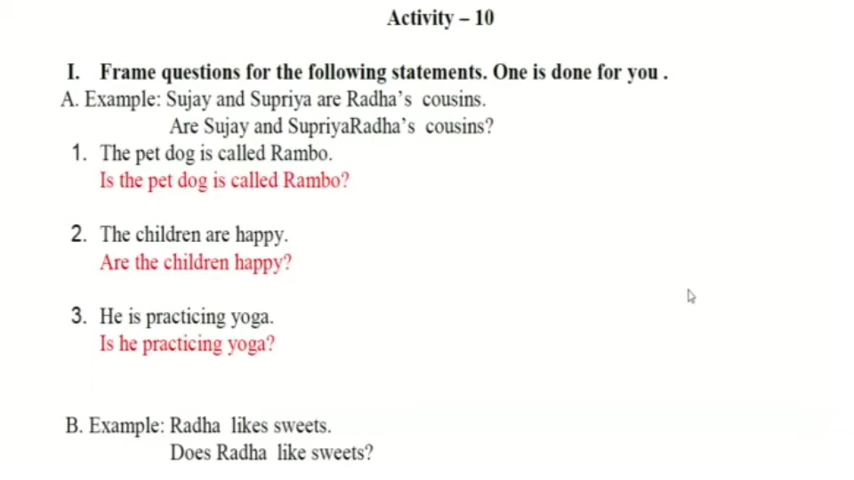 Activity – 10
I. Frame questions for the following statements. One is done for you .
A. Example: Sujay and Supriya are Radha’s cousins.
Are Sujay and SupriyaRadha’s cousins?
1. The pet dog is called Rambo.
Is the pet dog is called Rambo?
2. The children are happy.
Are the children happy?
3. He is practicing yoga.
Is he practicing yoga?
B. Example: Radha likes sweets.
Does Radha like sweets?